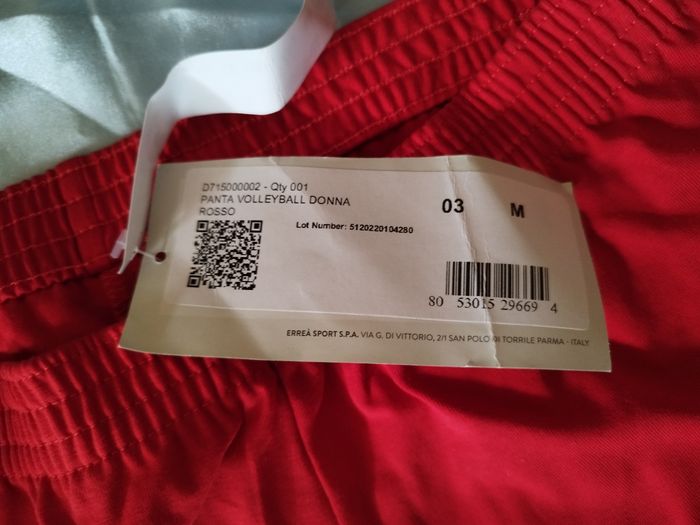 D715000002 - Qty 001
PANTA VOLLEYBALL DONNA
ROSSO
03 M
Lot Number: 5120220104280
80 53015 29669 4
ERREÀ SPORT S.P.A. VIA G. DI VITTORIO, 2/1 SAN POLO DI TORRILE PARMA - ITALY